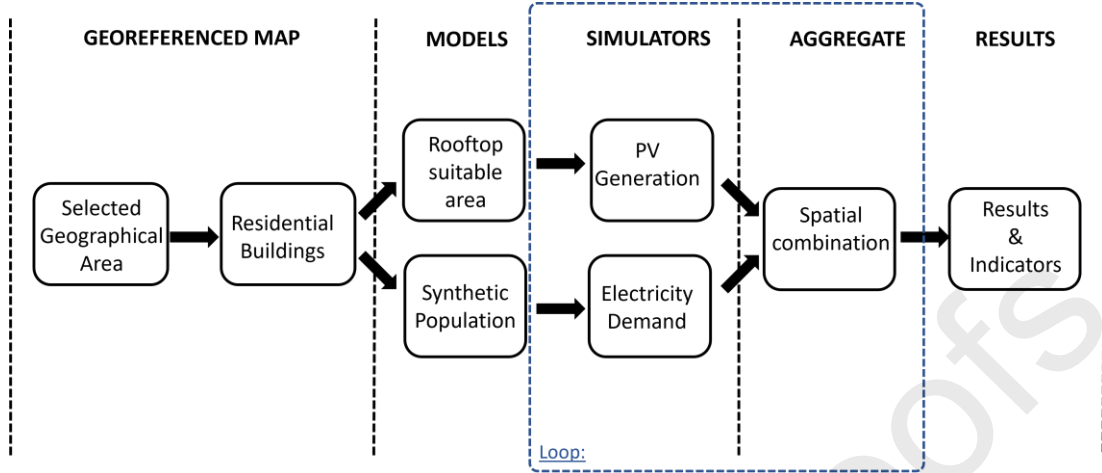 GEOREFERENCED MAP
MODELS
SIMULATORS
AGGREGATE
RESULTS
Selected
Geographical
Area
Residential
Buildings
Rooftop
suitable
area
Synthetic
Population
PV
Generation
Electricity
Demand
Spatial
combination
Results
&
Indicators
Loop: